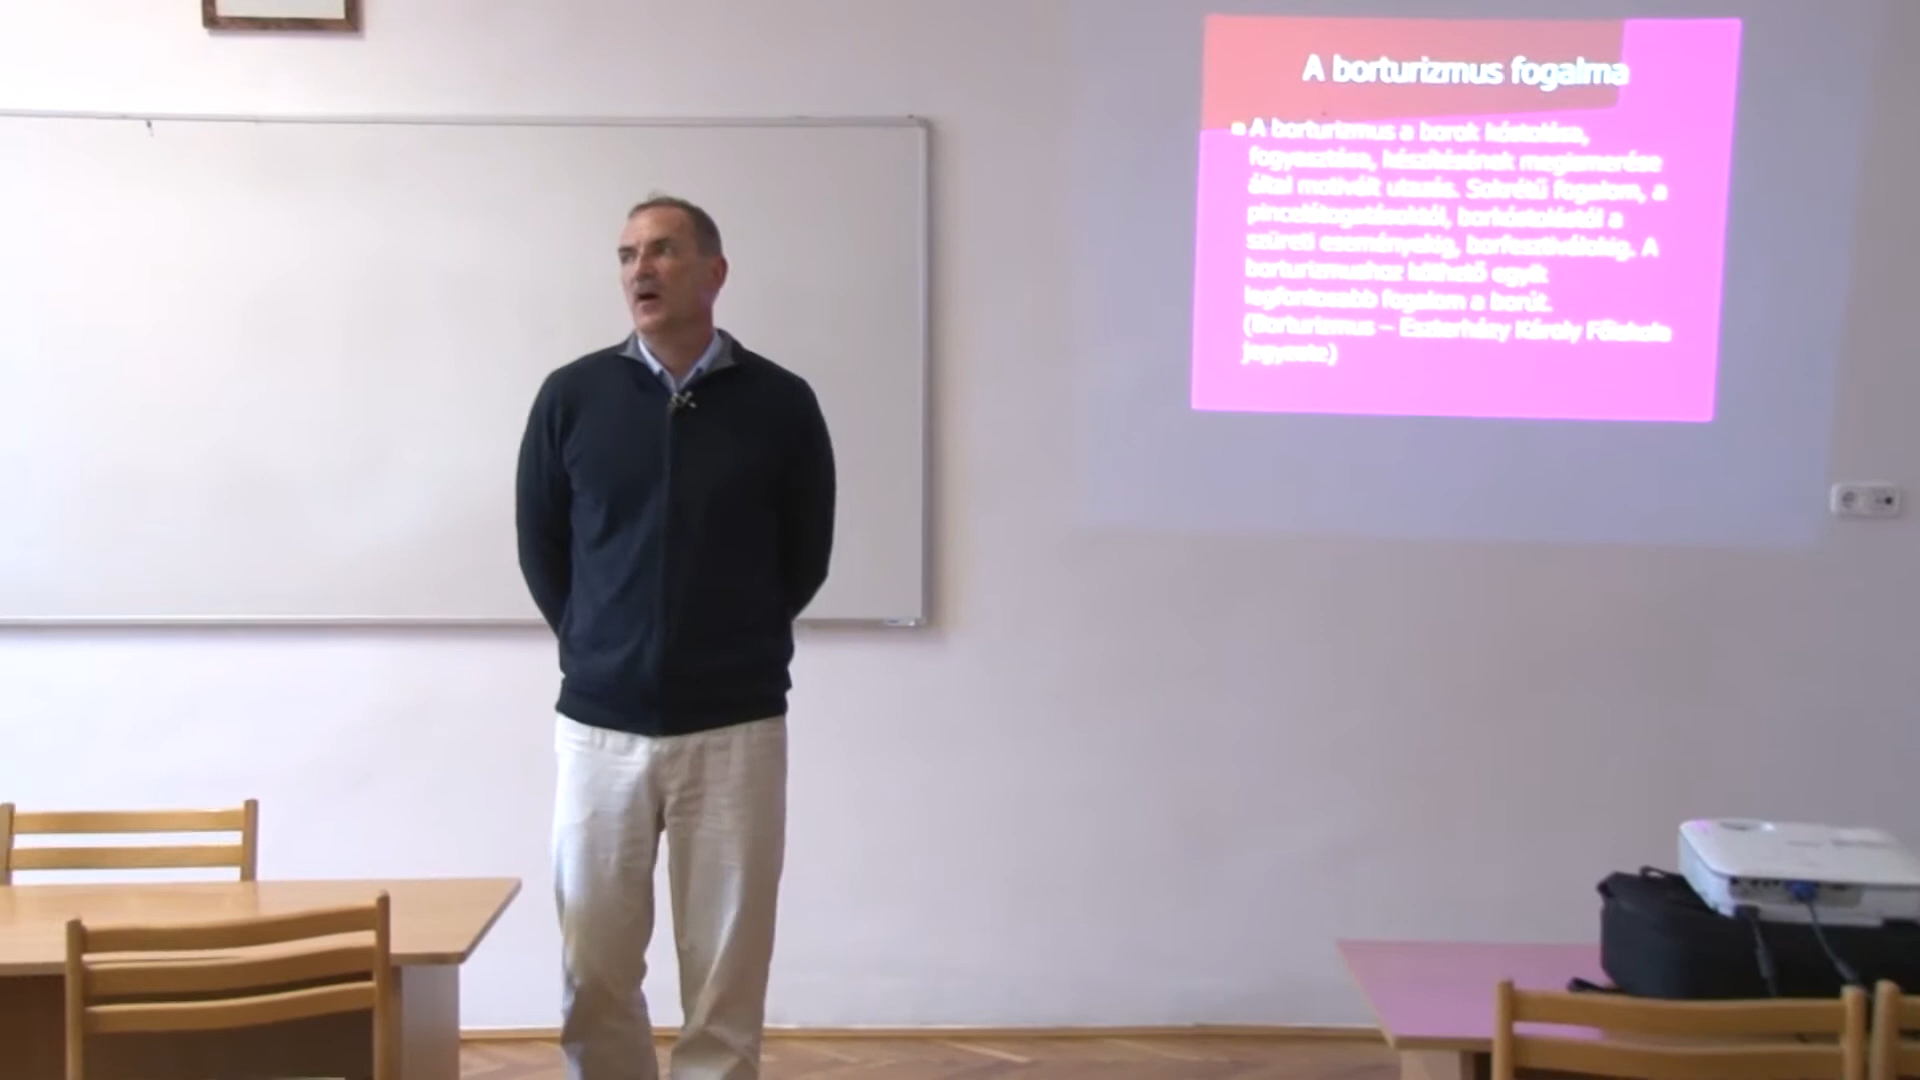 A borturizmus fogalma
A borturizmus a borok kóstolása,
fogyasztása, készítésének megismerése
által motivált utazás. Sokrétű fogalom, a
pincelátogatásoktól, borkóstolástól a
szüreti eseményekig, borfesztiválokig. A
borturizmushoz köthető egyik
legfontosabb fogalom a borút.
(Borturizmus – Eszterházy Károly Főiskola
jegyzete)